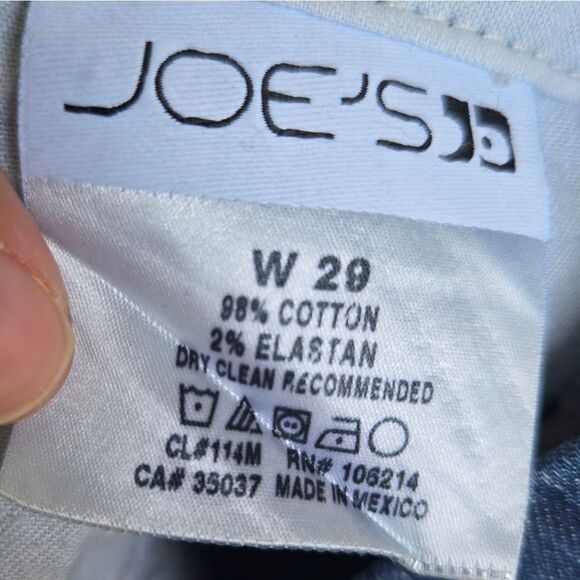 JOE'S
W 29
98% COTTON
2% ELASTAN
DRY CLEAN RECOMMENDED
CL#114M RN# 106214
CA# 35037 MADE IN MEXICO